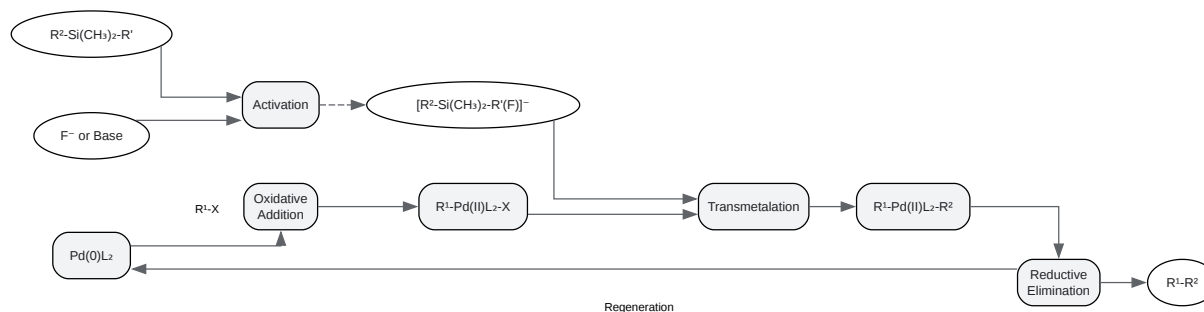 R²-Si(CH₃)₂-R'
Activation
[R²-Si(CH₃)₂-R'(F)]⁻
F⁻ or Base
R¹-X
Oxidative
Addition
R¹-Pd(II)L₂-X
Transmetalation
R¹-Pd(II)L₂-R²
Pd(0)L₂
Reductive
Elimination
R¹-R²
Regeneration